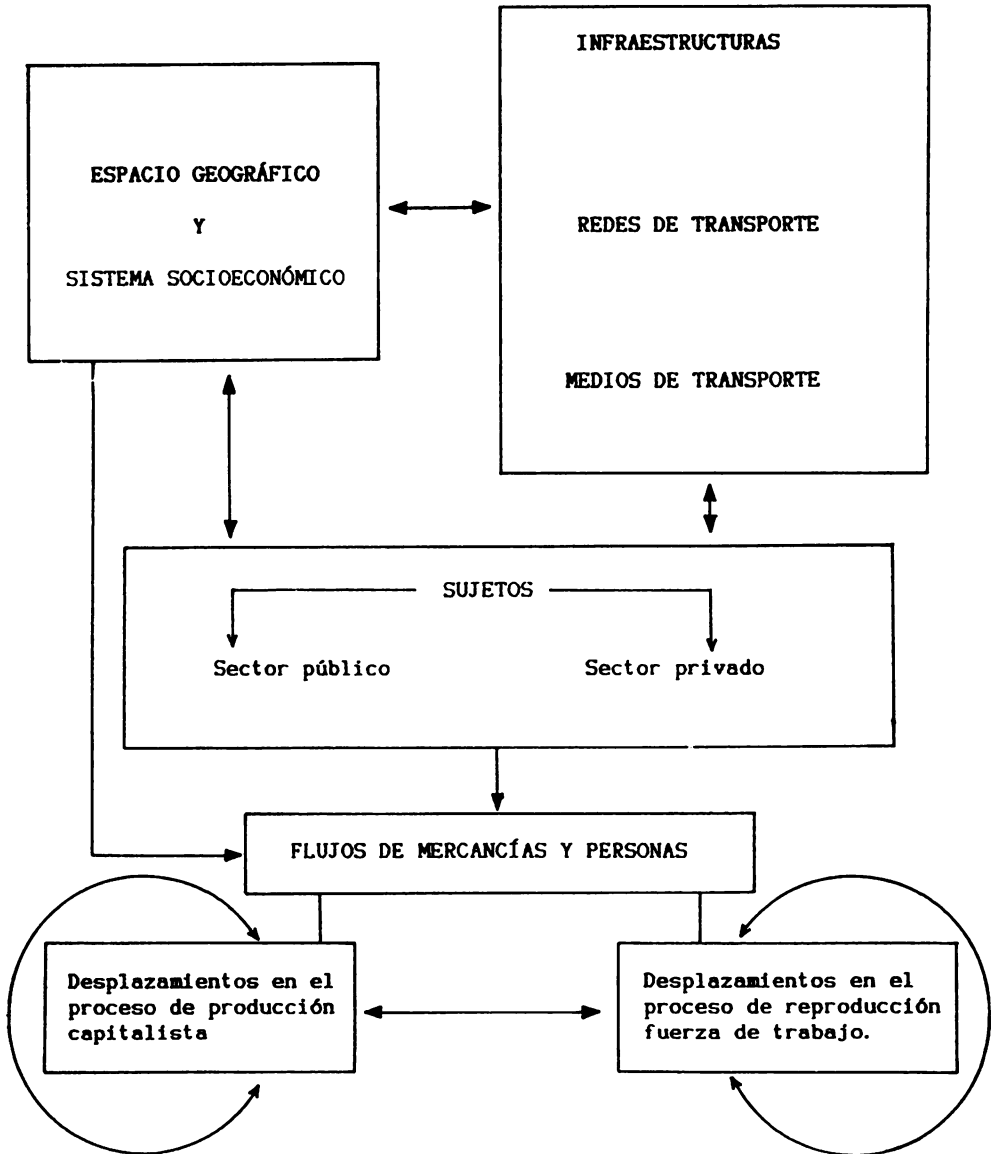 INFRAESTRUCTURAS
ESPACIO GEOGRÁFICO
Y
SISTEMA SOCIOECONÓMICO
REDES DE TRANSPORTE
MEDIOS DE TRANSPORTE
SUJETOS
Sector público
Sector privado
FLUJOS DE MERCANCÍAS Y PERSONAS
Desplazamientos en el
proceso de producción
capitalista
Desplazamientos en el
proceso de reproducción
fuerza de trabajo.